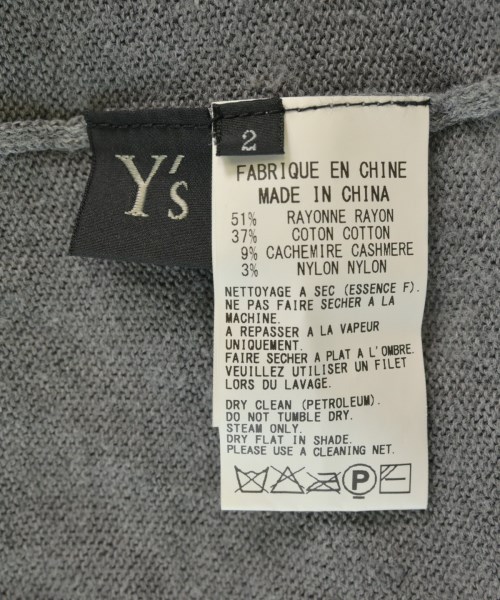 Y's
2
FABRIQUE EN CHINE
MADE IN CHINA
51% RAYONNE RAYON
37% COTON COTTON
9% CACHEMIRE CASHMERE
3% NYLON NYLON
NETTOYAGE A SEC (ESSENCE F).
NE PAS FAIRE SECHER A LA
MACHINE.
A REPASSER A LA VAPEUR
UNIQUEMENT.
FAIRE SECHER A PLAT A L'OMBRE.
VEUILLEZ UTILISER UN FILET
LORS DU LAVAGE.
DRY CLEAN (PETROLEUM).
DO NOT TUMBLE DRY.
STEAM ONLY.
DRY FLAT IN SHADE.
PLEASE USE A CLEANING NET.
P